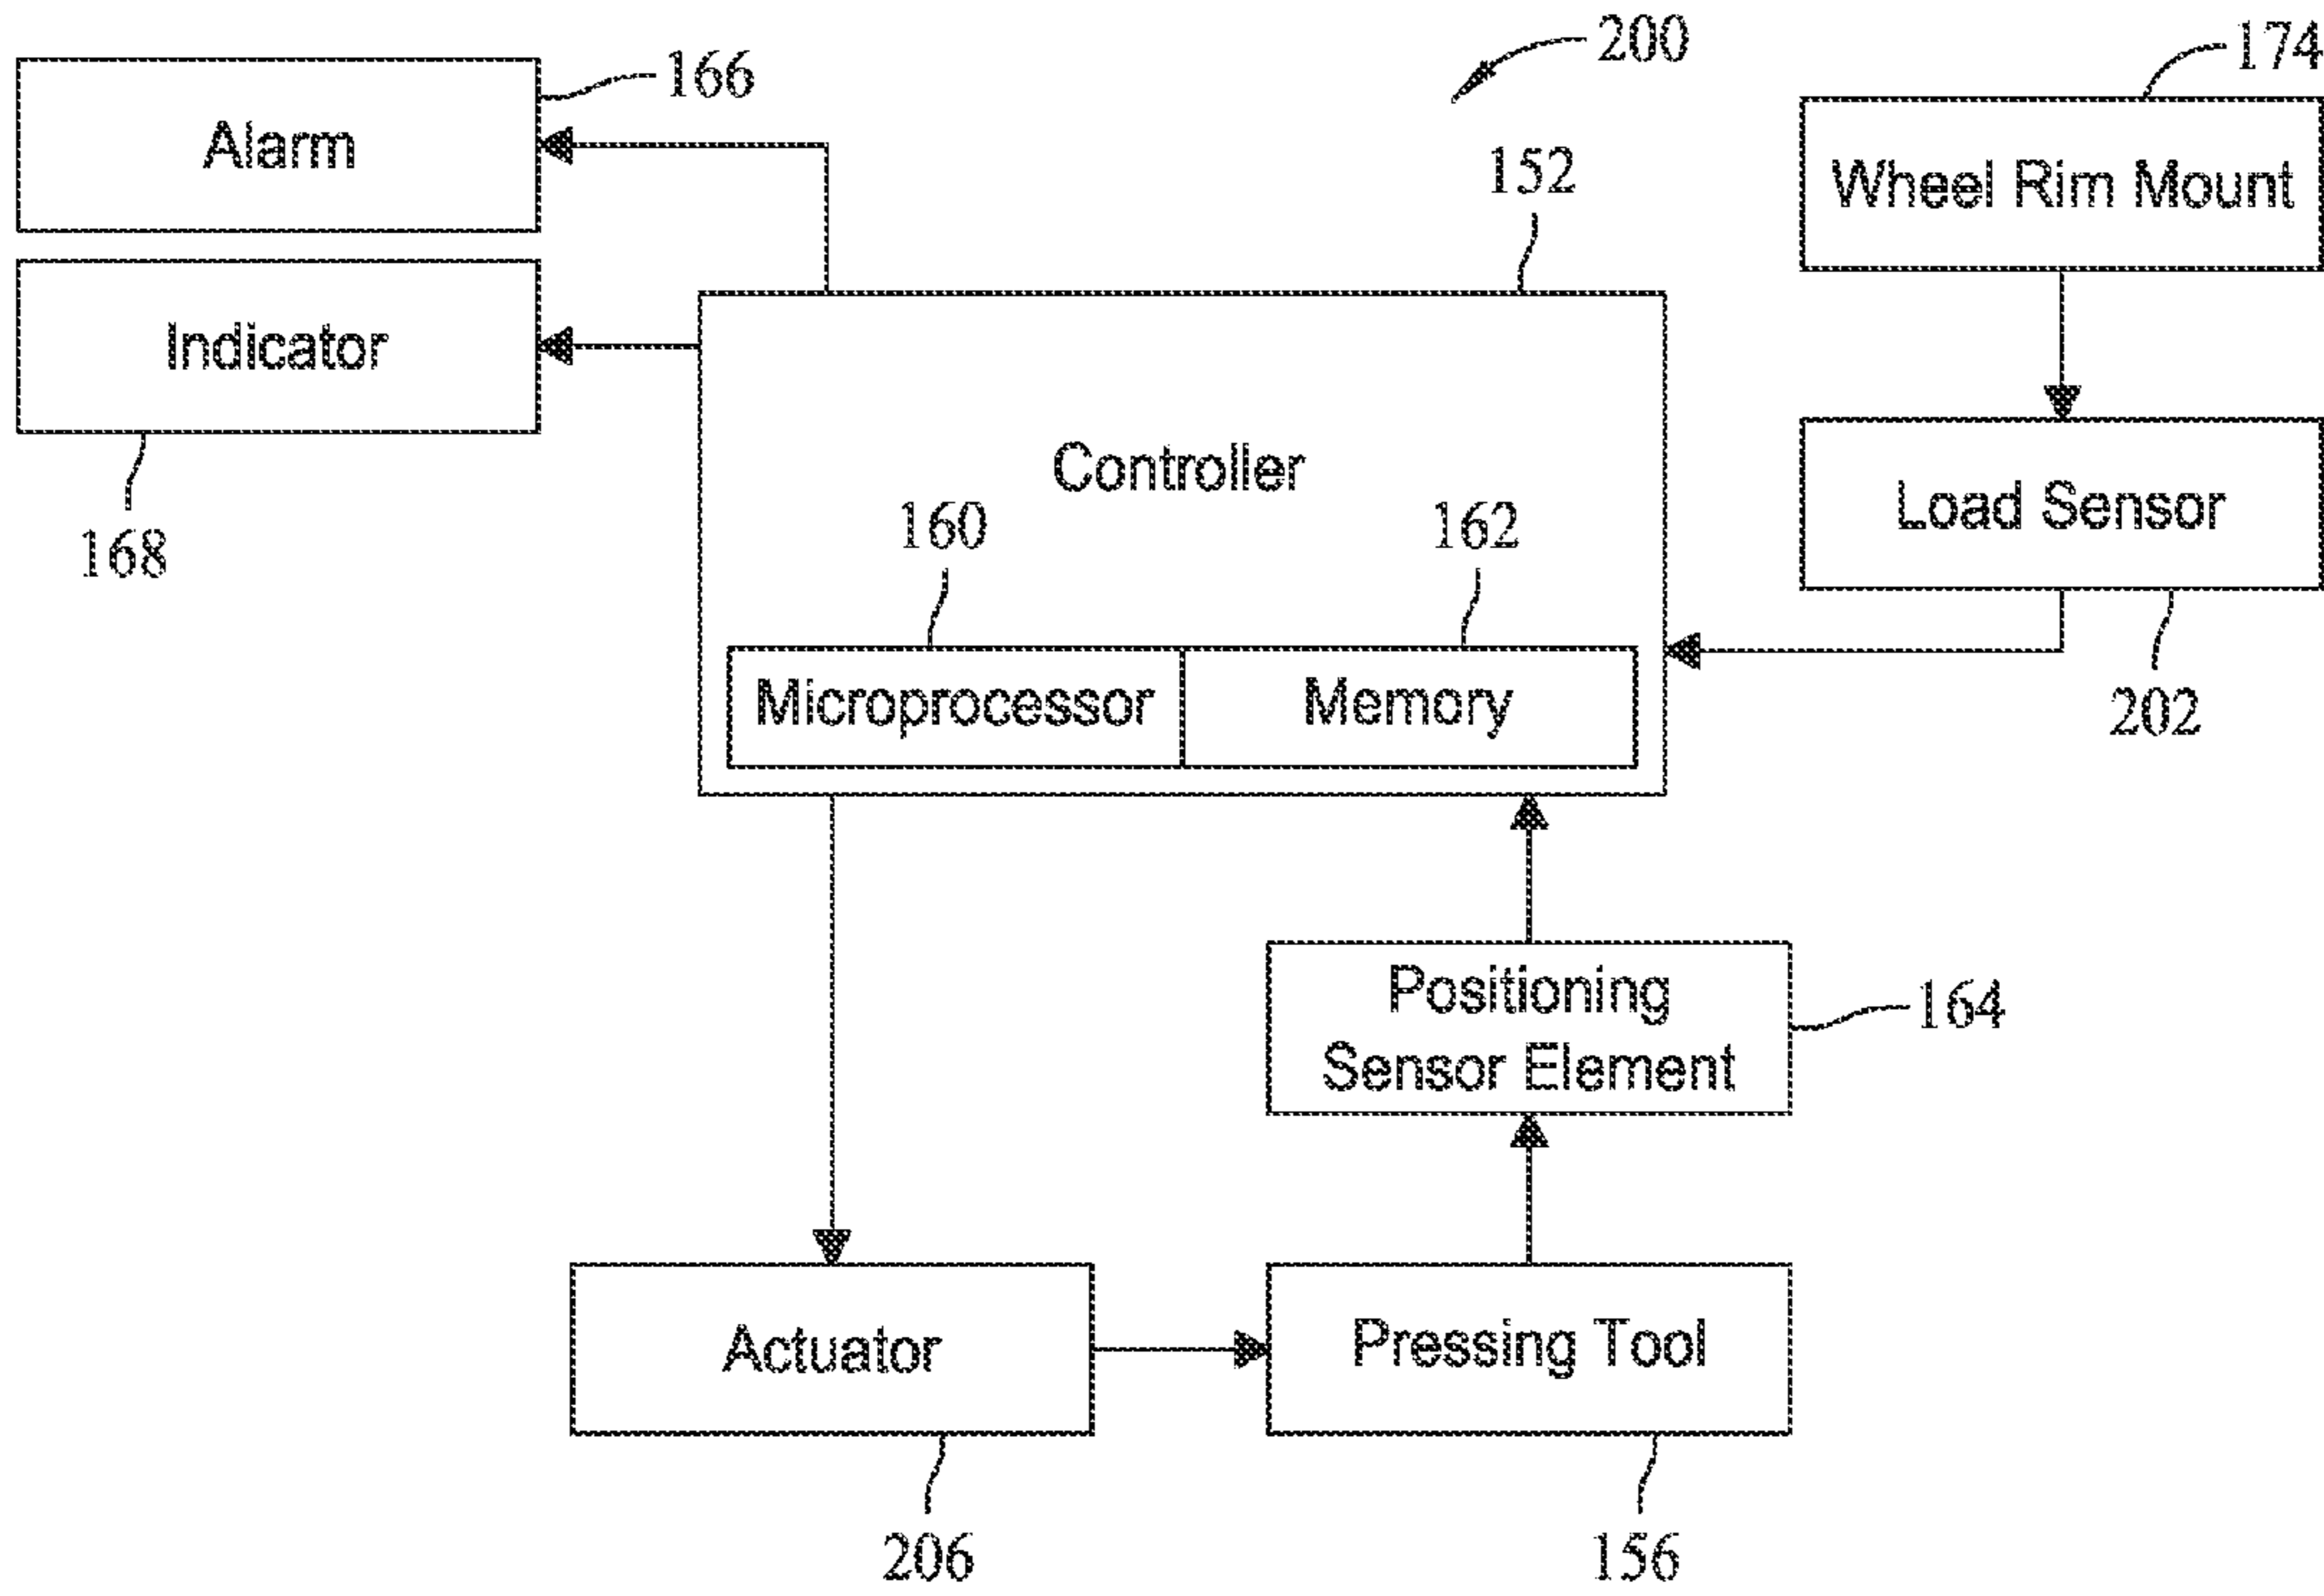 200
174
166
Alarm
152
Wheel Rim Mount
Indicator
168
Controller
Load Sensor
202
160
162
Microprocessor
Memory
Positioning
Sensor Element
164
Actuator
Pressing Tool
206
156